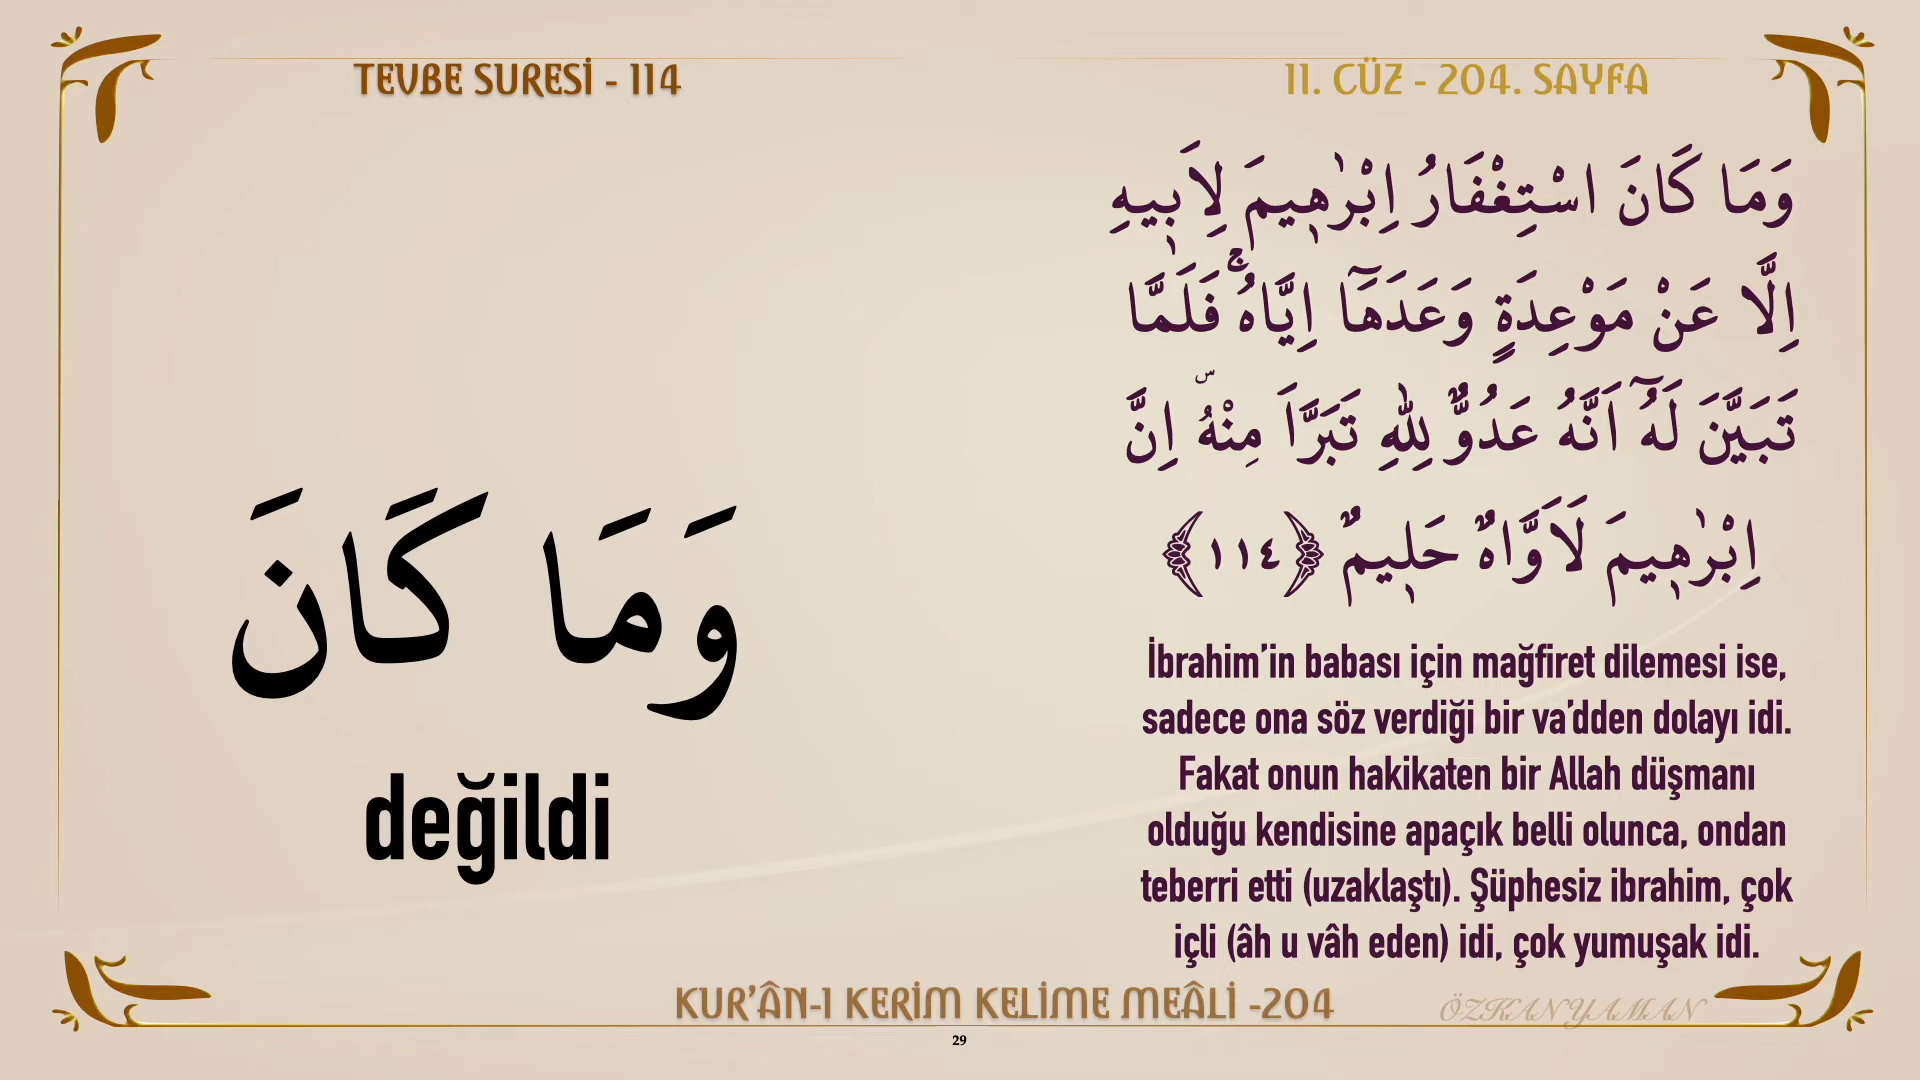 TEVBE SURESİ - 114
11. CÜZ - 204. SAYFA
وَمَا كَانَ
değildi
وَمَا كَانَ اسْتِغْفَارُ اِبْرٰه۪يمَ لِاَب۪يهِ
اِلَّا عَنْ مَوْعِدَةٍ وَعَدَهَٓا اِيَّاهُۚ فَلَمَّا
تَبَيَّنَ لَهُٓ اَنَّهُ عَدُوٌّ لِلّٰهِ تَبَرَّاَ مِنْهُۜ اِنَّ
اِبْرٰه۪يمَ لَاَوَّاهٌ حَل۪يمٌ ﴿١١٤﴾
İbrahim’in babası için mağfiret dilemesi ise,
sadece ona söz verdiği bir va’dden dolayı idi.
Fakat onun hakikaten bir Allah düşmanı
olduğu kendisine apaçık belli olunca, ondan
teberri etti (uzaklaştı). Şüphesiz ibrahim, çok
içli (âh u vâh eden) idi, çok yumuşak idi.
KUR’ÂN-I KERİM KELİME MEÂLİ -204
ÖZKANYAMAN
29